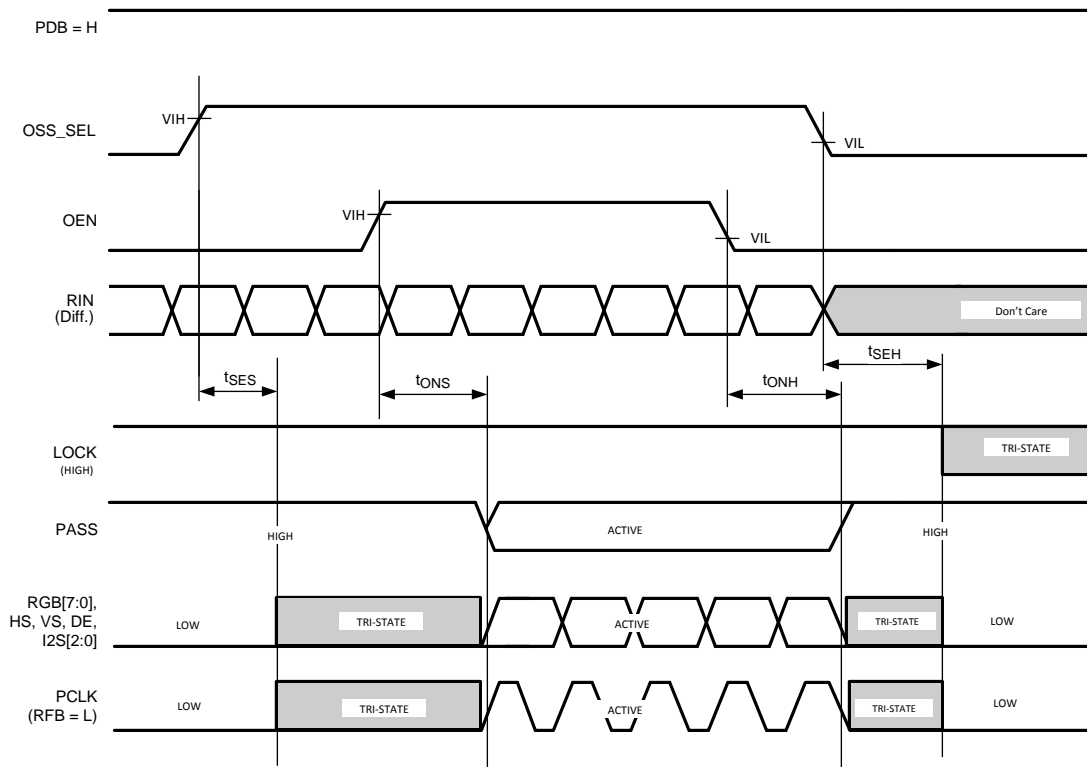 PDB = H
OSS_SEL
VIH
VIL
OEN
VIH
VIL
RIN
(Diff.)
Don't Care
tSES
tONS
tONH
tSEH
LOCK
(HIGH)
TRI-STATE
PASS
HIGH
ACTIVE
HIGH
RGB[7:0],
HS, VS, DE,
I2S[2:0]
LOW
TRI-STATE
ACTIVE
TRI-STATE
LOW
PCLK
(RFB = L)
LOW
TRI-STATE
ACTIVE
TRI-STATE
LOW